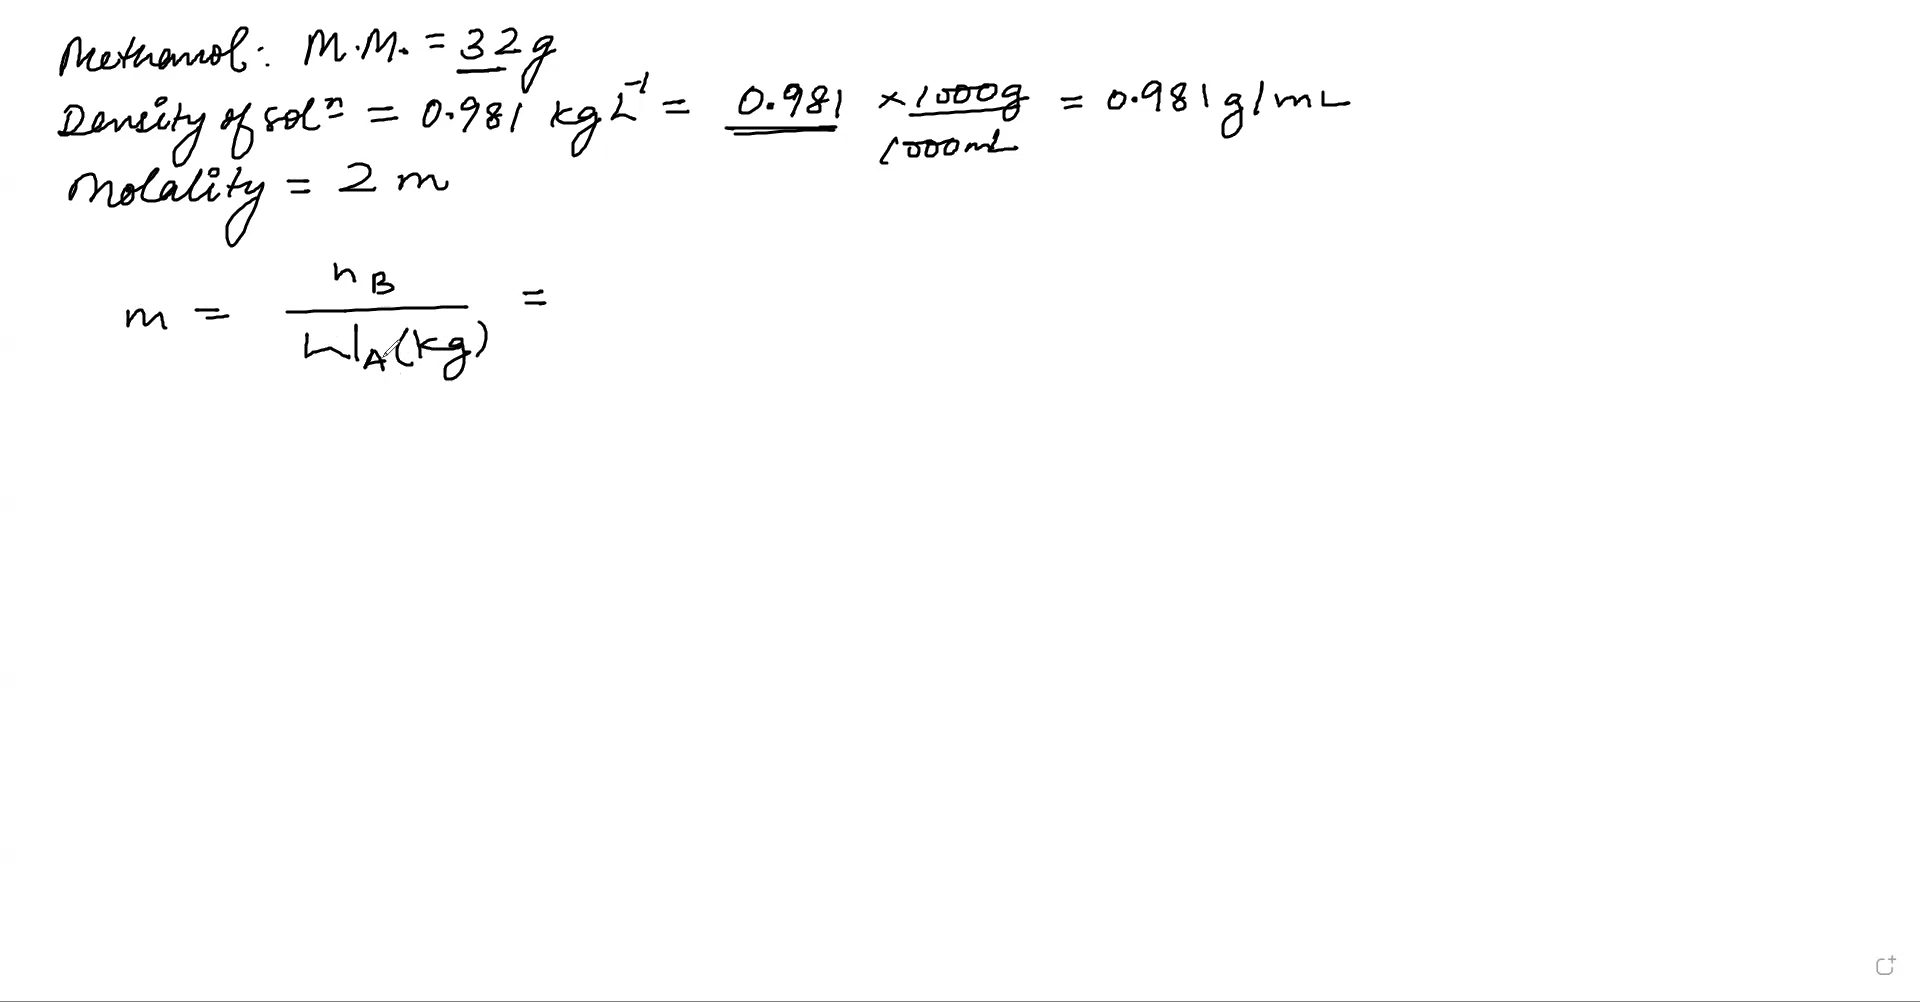 Methanol: M.M. = 32g
Density of solⁿ = 0.981 kg L⁻¹ = 0.981 × 1000g / 1000mL = 0.981 g/mL
Molality = 2 m
m = n_B / W_A(kg) =